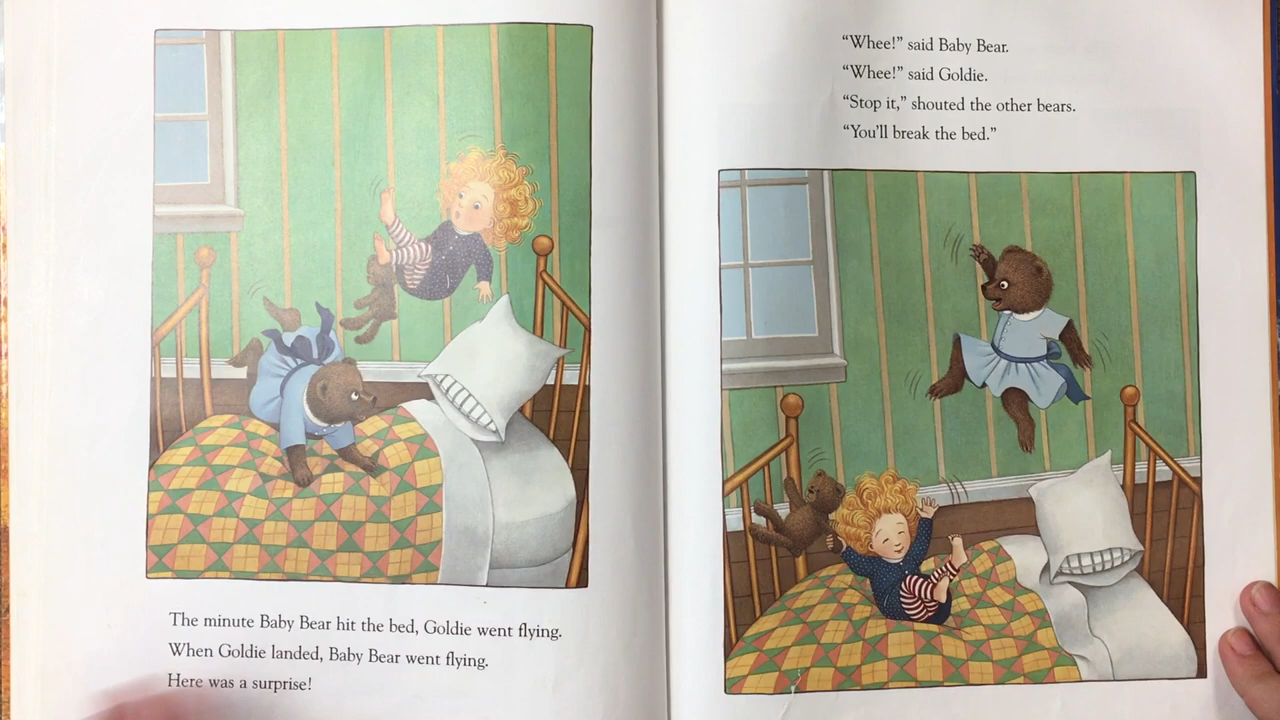 The minute Baby Bear hit the bed, Goldie went flying.
When Goldie landed, Baby Bear went flying.
Here was a surprise!
“Whee!” said Baby Bear.
“Whee!” said Goldie.
“Stop it,” shouted the other bears.
“You’ll break the bed.”